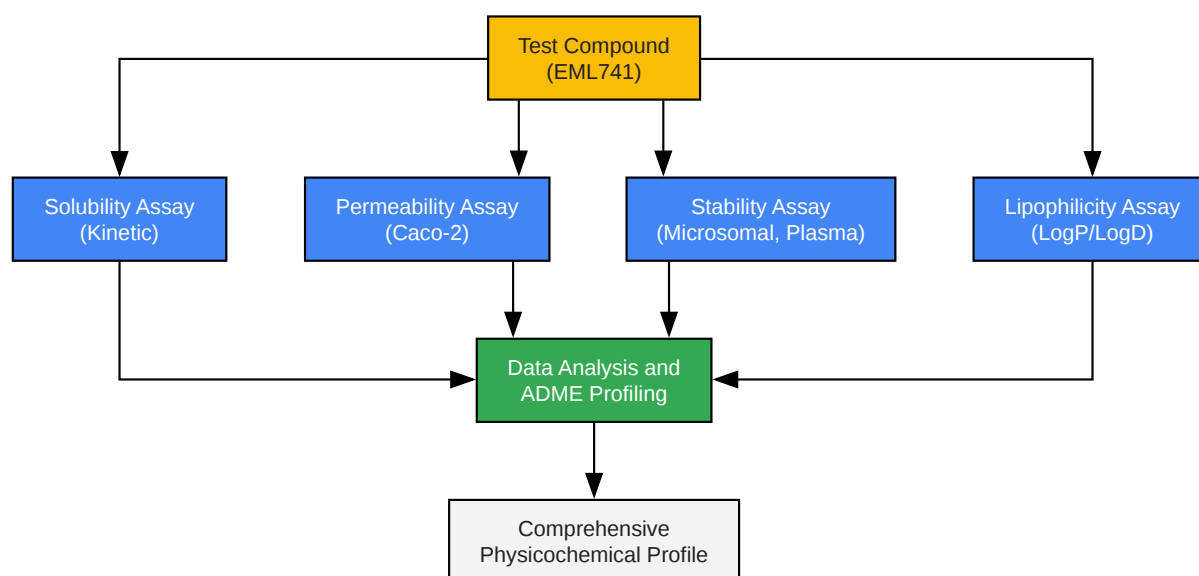 Test Compound
(EML741)
Solubility Assay
(Kinetic)
Permeability Assay
(Caco-2)
Stability Assay
(Microsomal, Plasma)
Lipophilicity Assay
(LogP/LogD)
Data Analysis and
ADME Profiling
Comprehensive
Physicochemical Profile